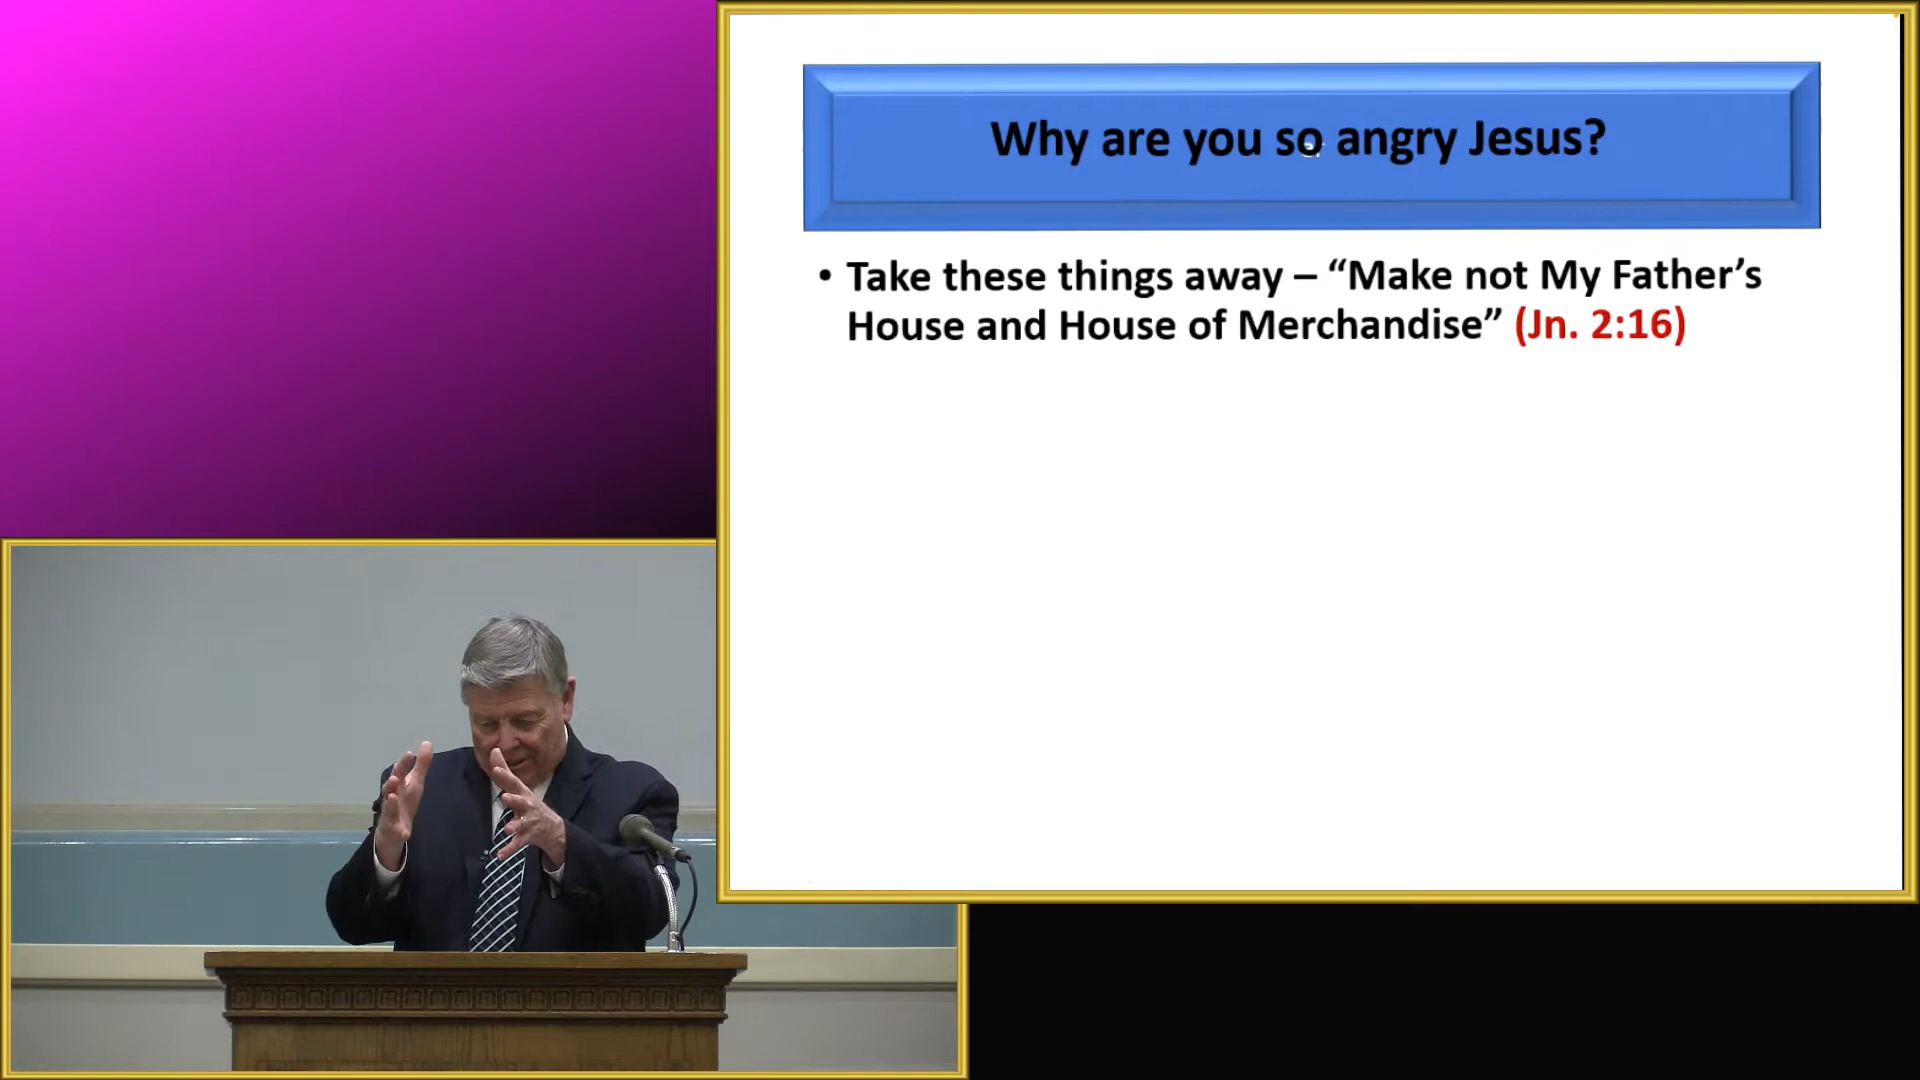 Why are you so angry Jesus?
• Take these things away – “Make not My Father’s
House and House of Merchandise” (Jn. 2:16)